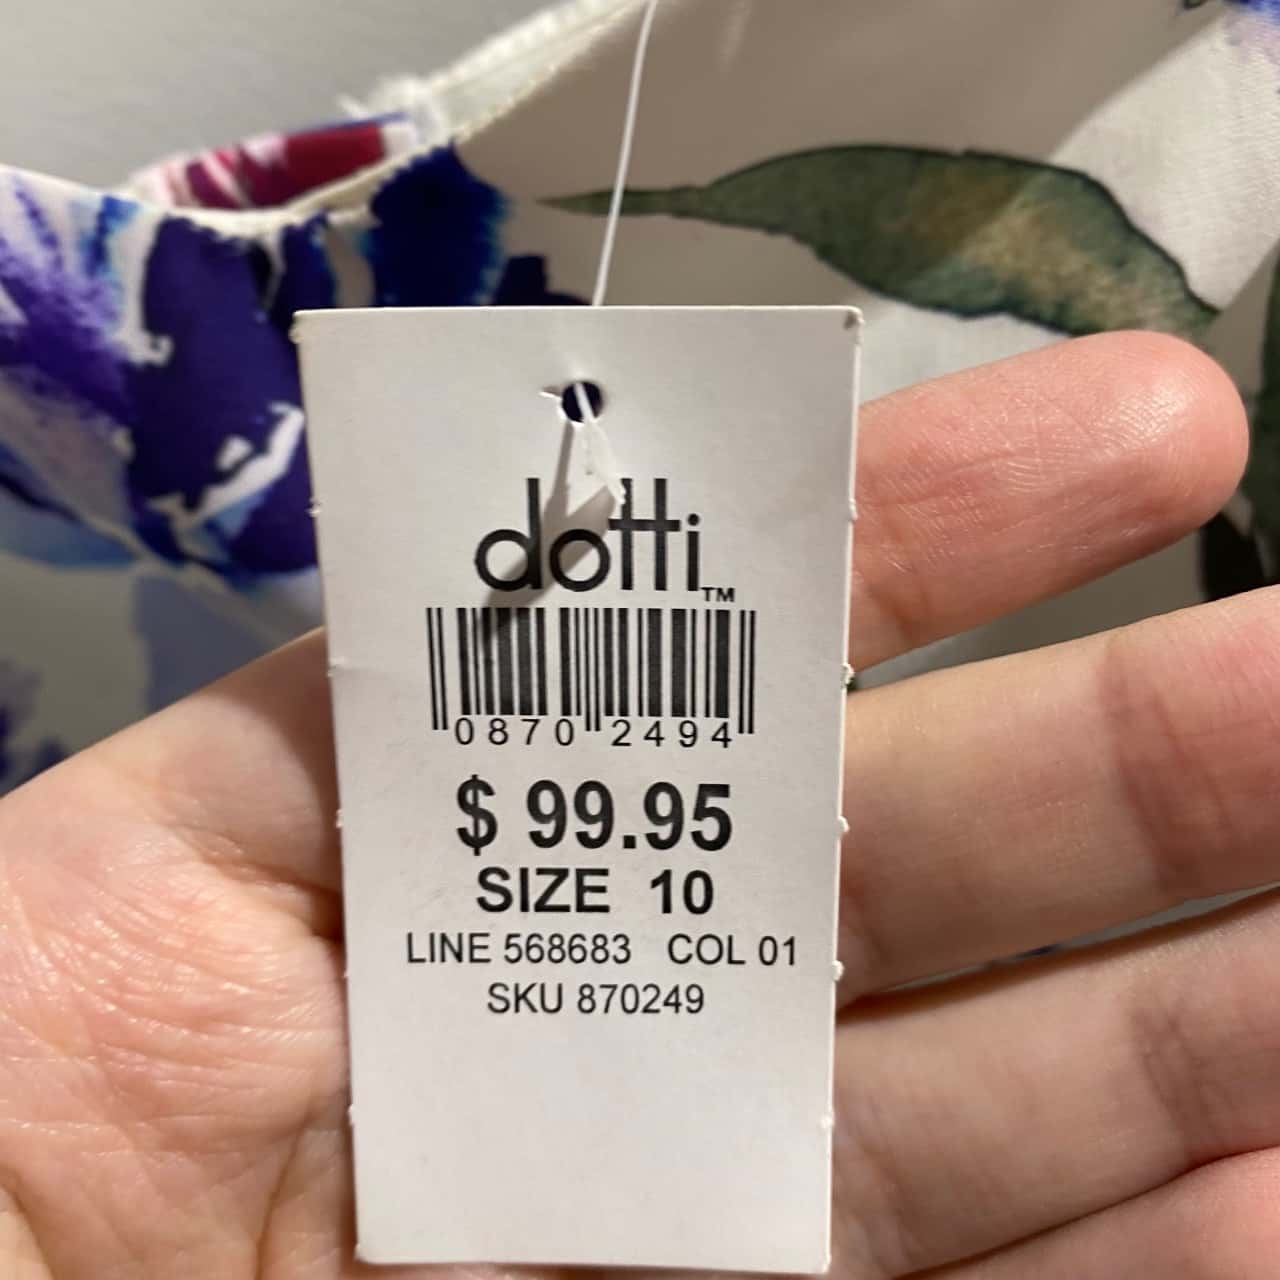 dotti™
0870 2494
$ 99.95
SIZE 10
LINE 568683 COL 01
SKU 870249